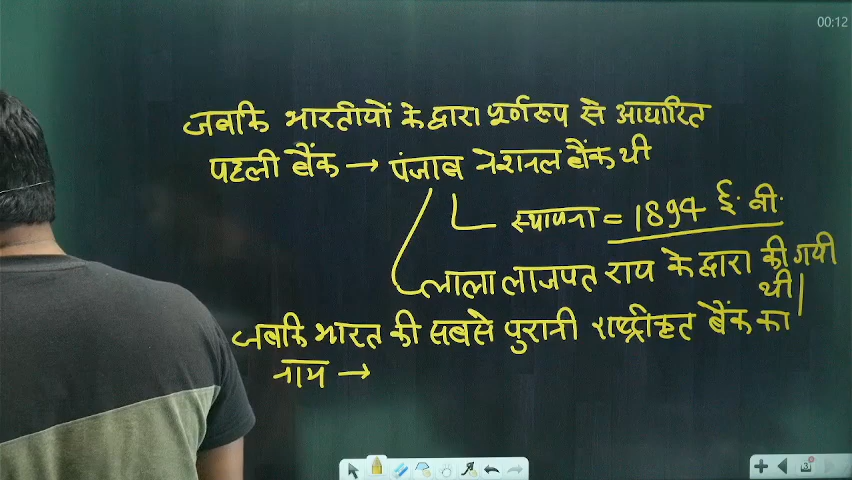 00:12
जबकि भारतीयों के द्वारा पूर्णरूप से आधारित
पहली बैंक → पंजाब नेशनल बैंक थी
स्थापना = 1894 ई. वी.
लाला लाजपत राय के द्वारा की गयी
थी|
जबकि भारत की सबसे पुरानी राष्ट्रीकृत बैंक का
नाम →